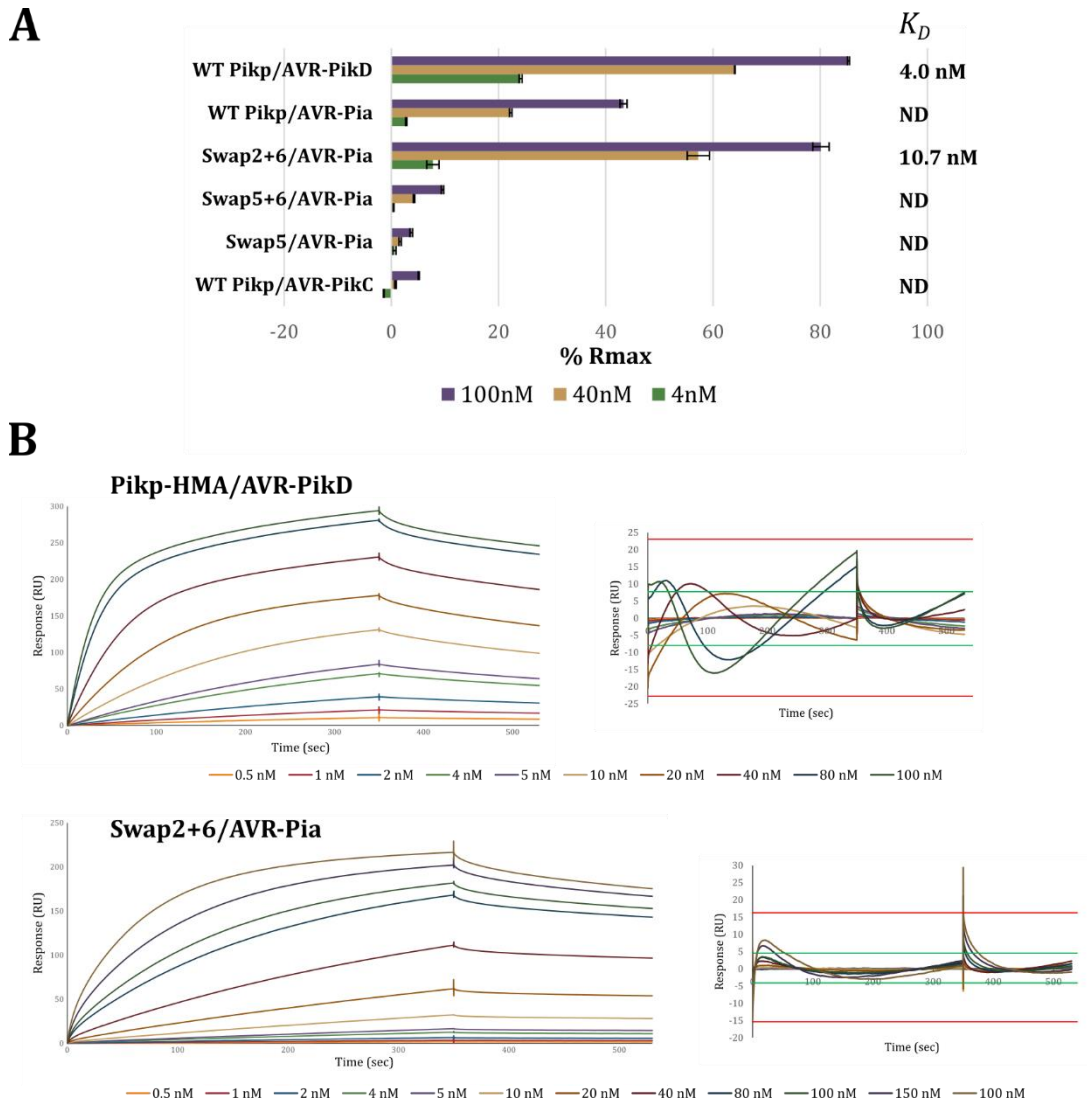 A
K_D
WT Pikp/AVR-PikD 4.0 nM
WT Pikp/AVR-Pia ND
Swap2+6/AVR-Pia 10.7 nM
Swap5+6/AVR-Pia ND
Swap5/AVR-Pia ND
WT Pikp/AVR-PikC ND
-20 0 20 40 60 80 100
% Rmax
100nM 40nM 4nM
B
Pikp-HMA/AVR-PikD
300
250
200
150
100
50
0
Response (RU)
0 100 200 300 400 500
Time (sec)
25
20
15
10
5
0
-5
-10
-15
-20
-25
Response (RU)
0 100 200 300 400 500
Time (sec)
0.5 nM 1 nM 2 nM 4 nM 5 nM 10 nM 20 nM 40 nM 80 nM 100 nM
Swap2+6/AVR-Pia
250
200
150
100
50
0
Response (RU)
0 100 200 300 400 500
Time (sec)
30
25
20
15
10
5
0
-5
-10
-15
-20
Response (RU)
0 100 200 300 400 500
Time (sec)
0.5 nM 1 nM 2 nM 4 nM 5 nM 10 nM 20 nM 40 nM 80 nM 100 nM 150 nM 100 nM